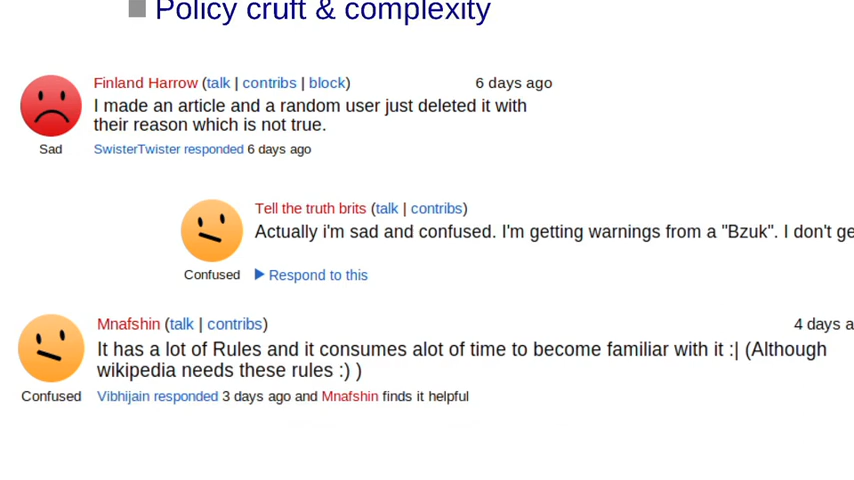 Policy cruft & complexity
Finland Harrow (talk | contribs | block) 6 days ago
I made an article and a random user just deleted it with
their reason which is not true.
Sad SwisterTwister responded 6 days ago
Tell the truth brits (talk | contribs)
Actually i'm sad and confused. I'm getting warnings from a "Bzuk". I don't ge
Confused Respond to this
Mnafshin (talk | contribs) 4 days a
It has a lot of Rules and it consumes alot of time to become familiar with it :| (Although
wikipedia needs these rules :) )
Confused Vibhijain responded 3 days ago and Mnafshin finds it helpful